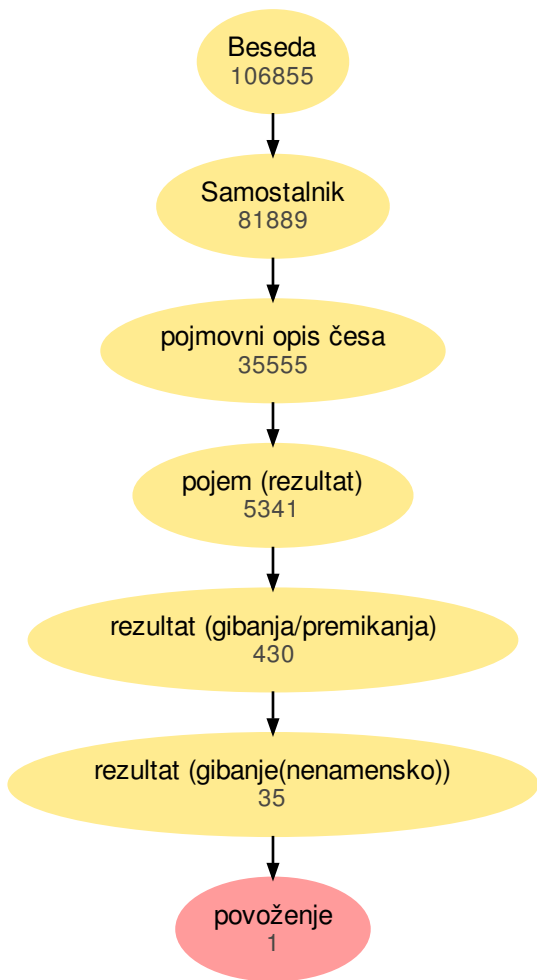 Beseda
106855
Samostalnik
81889
pojmovni opis česa
35555
pojem (rezultat)
5341
rezultat (gibanja/premikanja)
430
rezultat (gibanje(nenamensko))
35
povoženje
1